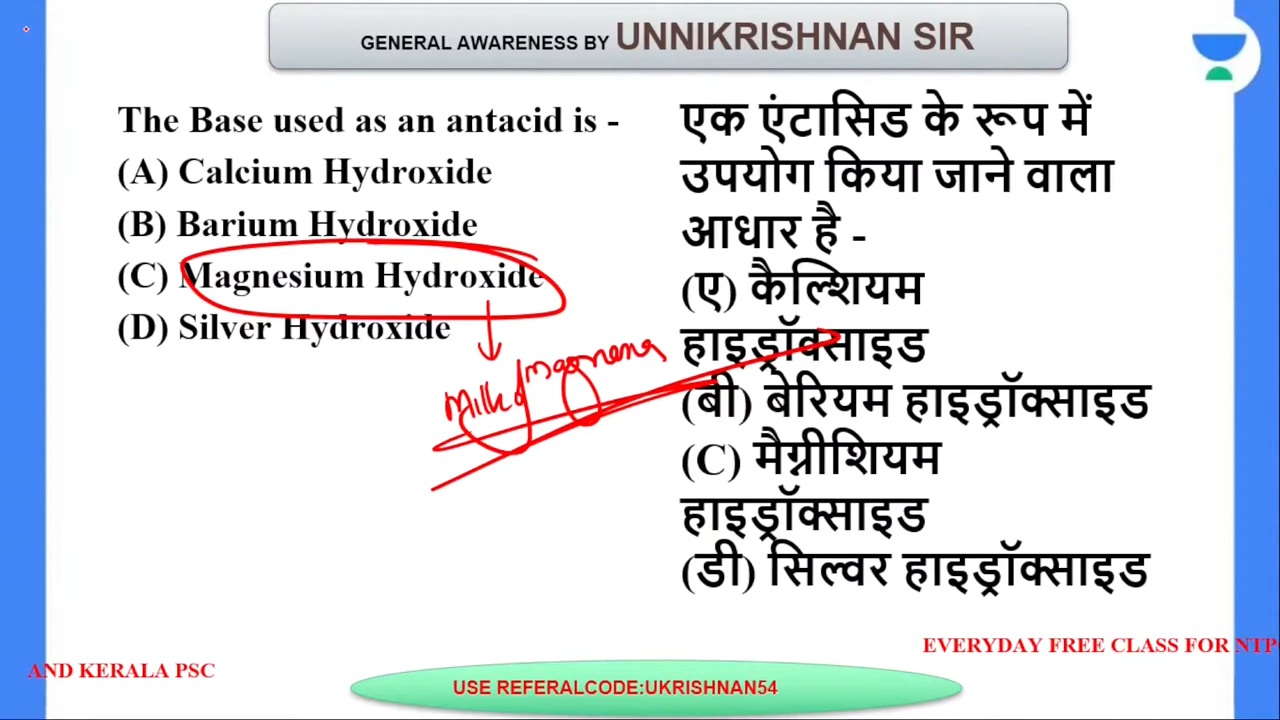 GENERAL AWARENESS BY UNNIKRISHNAN SIR
The Base used as an antacid is -
(A) Calcium Hydroxide
(B) Barium Hydroxide
(C) Magnesium Hydroxide
(D) Silver Hydroxide
Milk of
एक एंटासिड के रूप में
उपयोग किया जाने वाला
आधार है -
(ए) कैल्शियम
हाइड्रॉक्साइड
(बी) बेरियम हाइड्रॉक्साइड
(C) मैग्नीशियम
हाइड्रॉक्साइड
(डी) सिल्वर हाइड्रॉक्साइड
EVERYDAY FREE CLASS FOR NTP
AND KERALA PSC
USE REFERALCODE:UKRISHNAN54